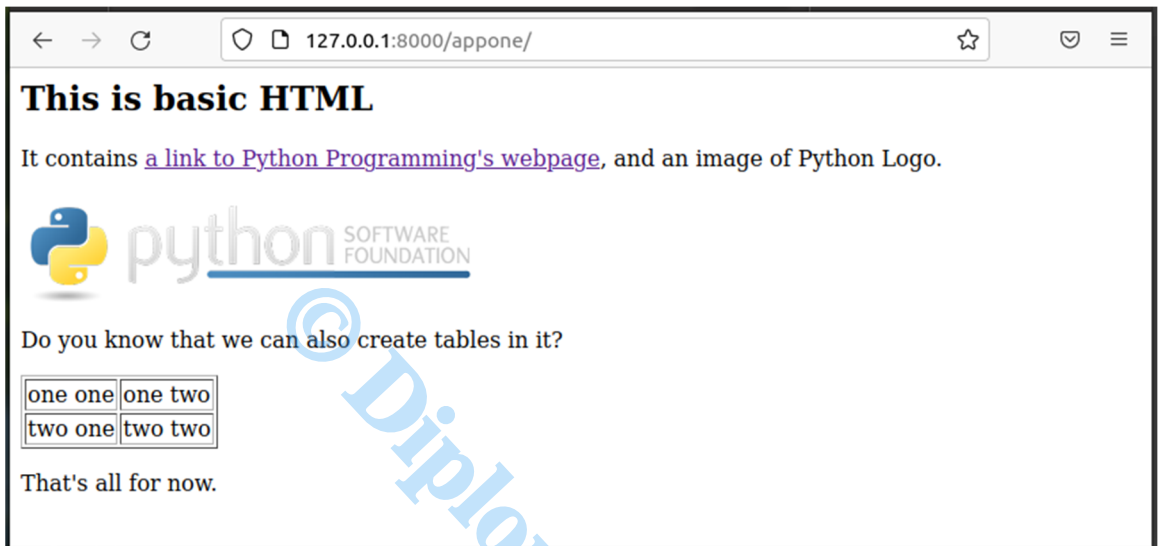 127.0.0.1:8000/appone/
This is basic HTML
It contains a link to Python Programming's webpage, and an image of Python Logo.
python SOFTWARE
FOUNDATION
Do you know that we can also create tables in it?
one one one two
two one two two
That's all for now.
©